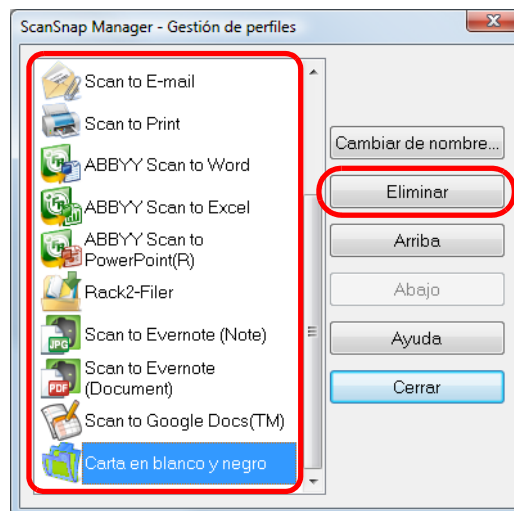 ScanSnap Manager - Gestión de perfiles
Scan to E-mail
Scan to Print
ABBYY Scan to Word
ABBYY Scan to Excel
ABBYY Scan to
PowerPoint(R)
Rack2-Filer
Scan to Evernote (Note)
JPG
Scan to Evernote
(Document)
PDF
Scan to Google Docs(TM)
Carta en blanco y negro
Cambiar de nombre...
Eliminar
Arriba
Abajo
Ayuda
Cerrar